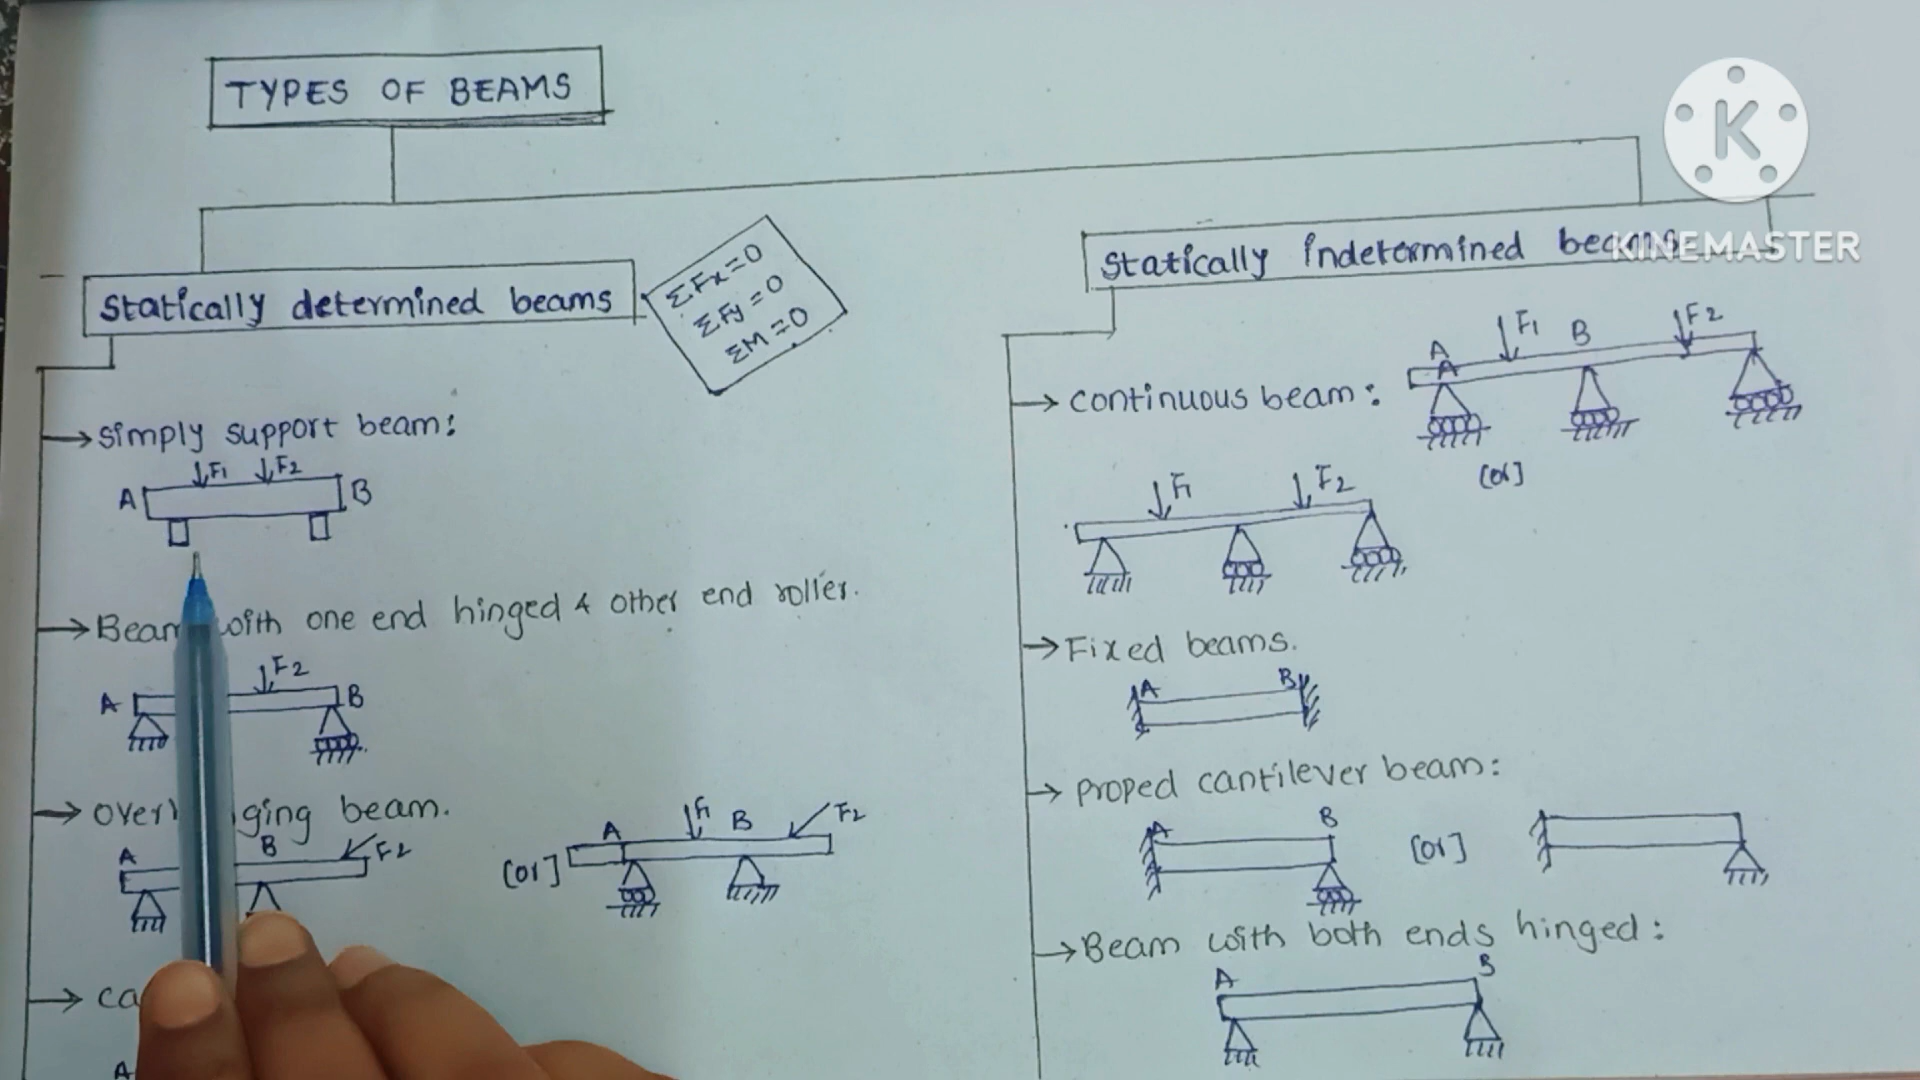 TYPES OF BEAMS
Statically determined beams
ΣFx=0
ΣFy=0
ΣM=0
simply support beam:
F1 F2
A B
Beam with one end hinged & other end roller.
F2
A B
ging beam.
A B F2
[or] A F1 B F2
A
Statically indetermined beams
continuous beam:
A F1 B F2
A
[or]
F1 F2
Fixed beams.
A B
Proped cantilever beam:
A B [or]
Beam with both ends hinged:
A B
K
KINEMASTER